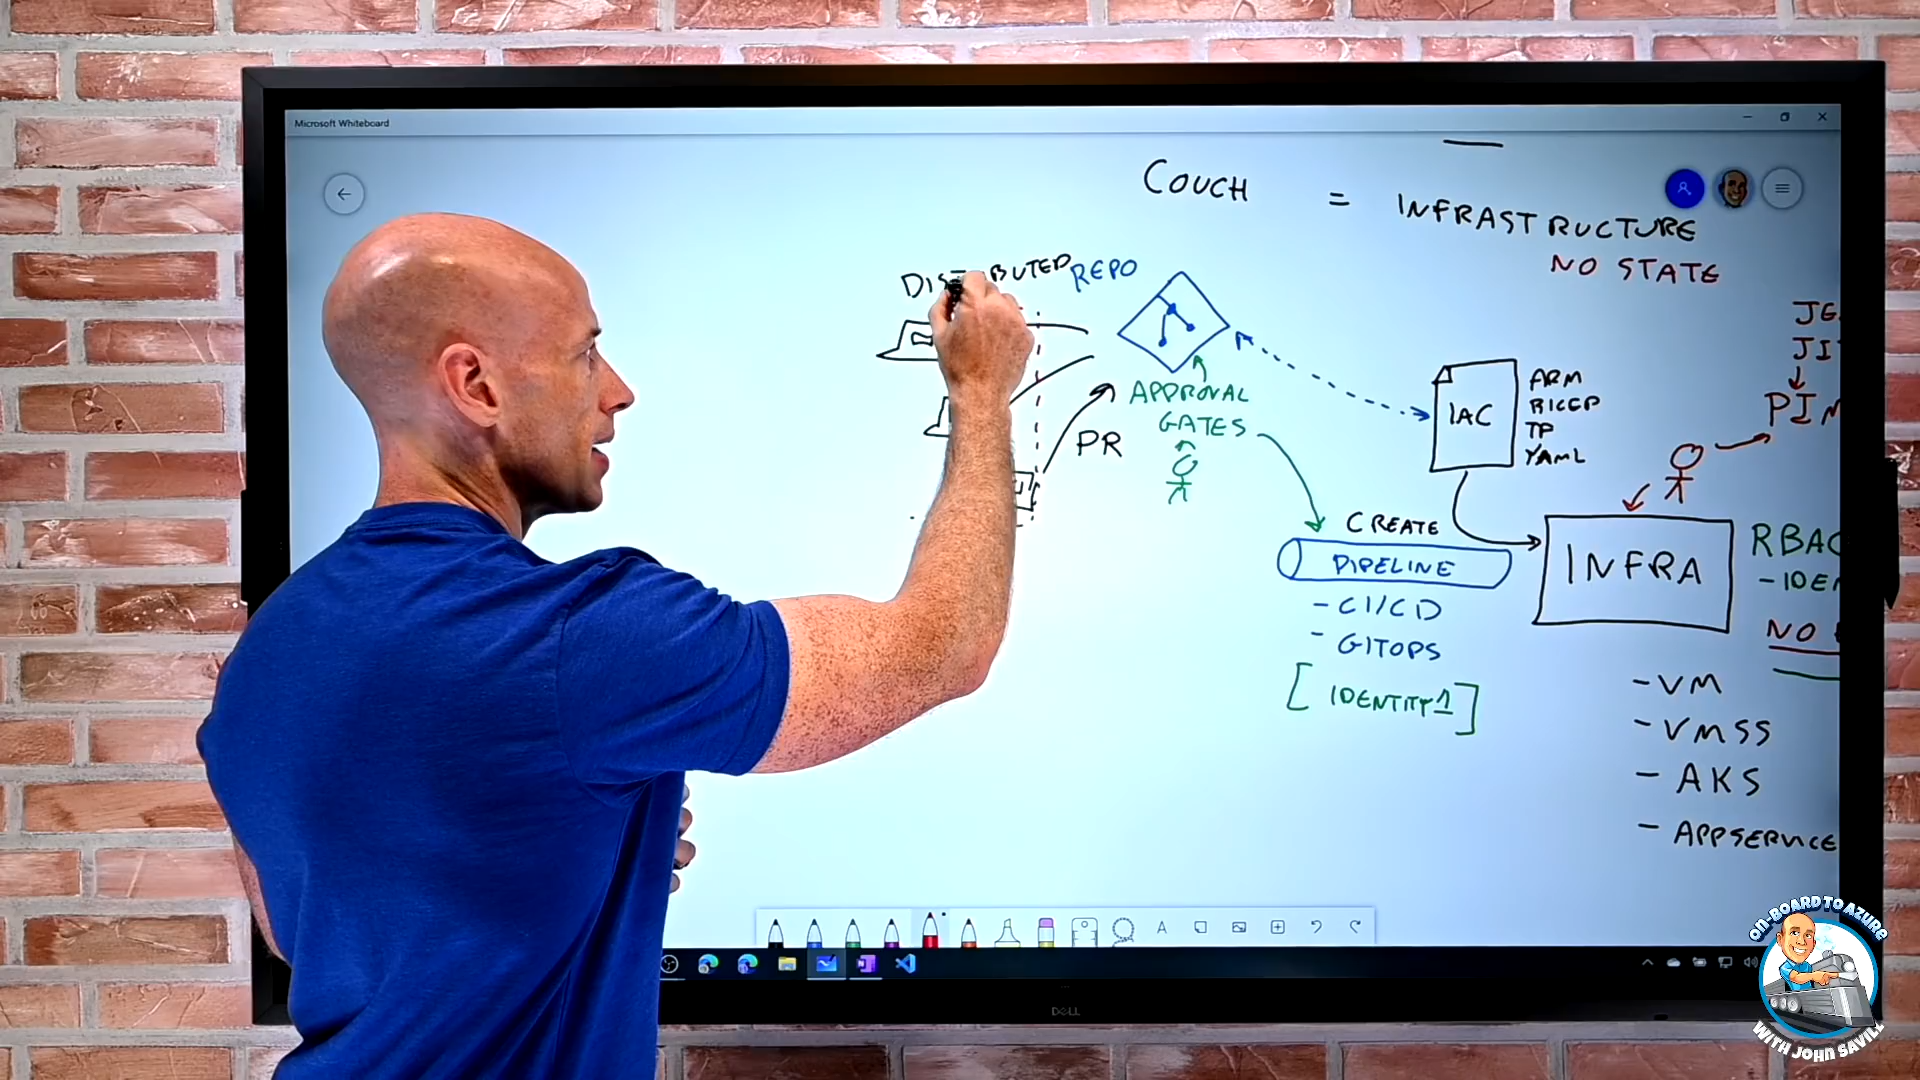 Microsoft Whiteboard
COUCH = INFRASTRUCTURE
NO STATE
REPO
APPROVAL
GATES
PR
IAC
ARM
BICEP
TF
YAML
CREATE
PIPELINE
- CI/CD
- GITOPS
[ IDENTITY1 ]
INFRA
RBAC
NO
- VM
- VMSS
- AKS
- APPSERVICE
A
DELL
ON-BOARD TO AZURE
WITH JOHN SAVILL